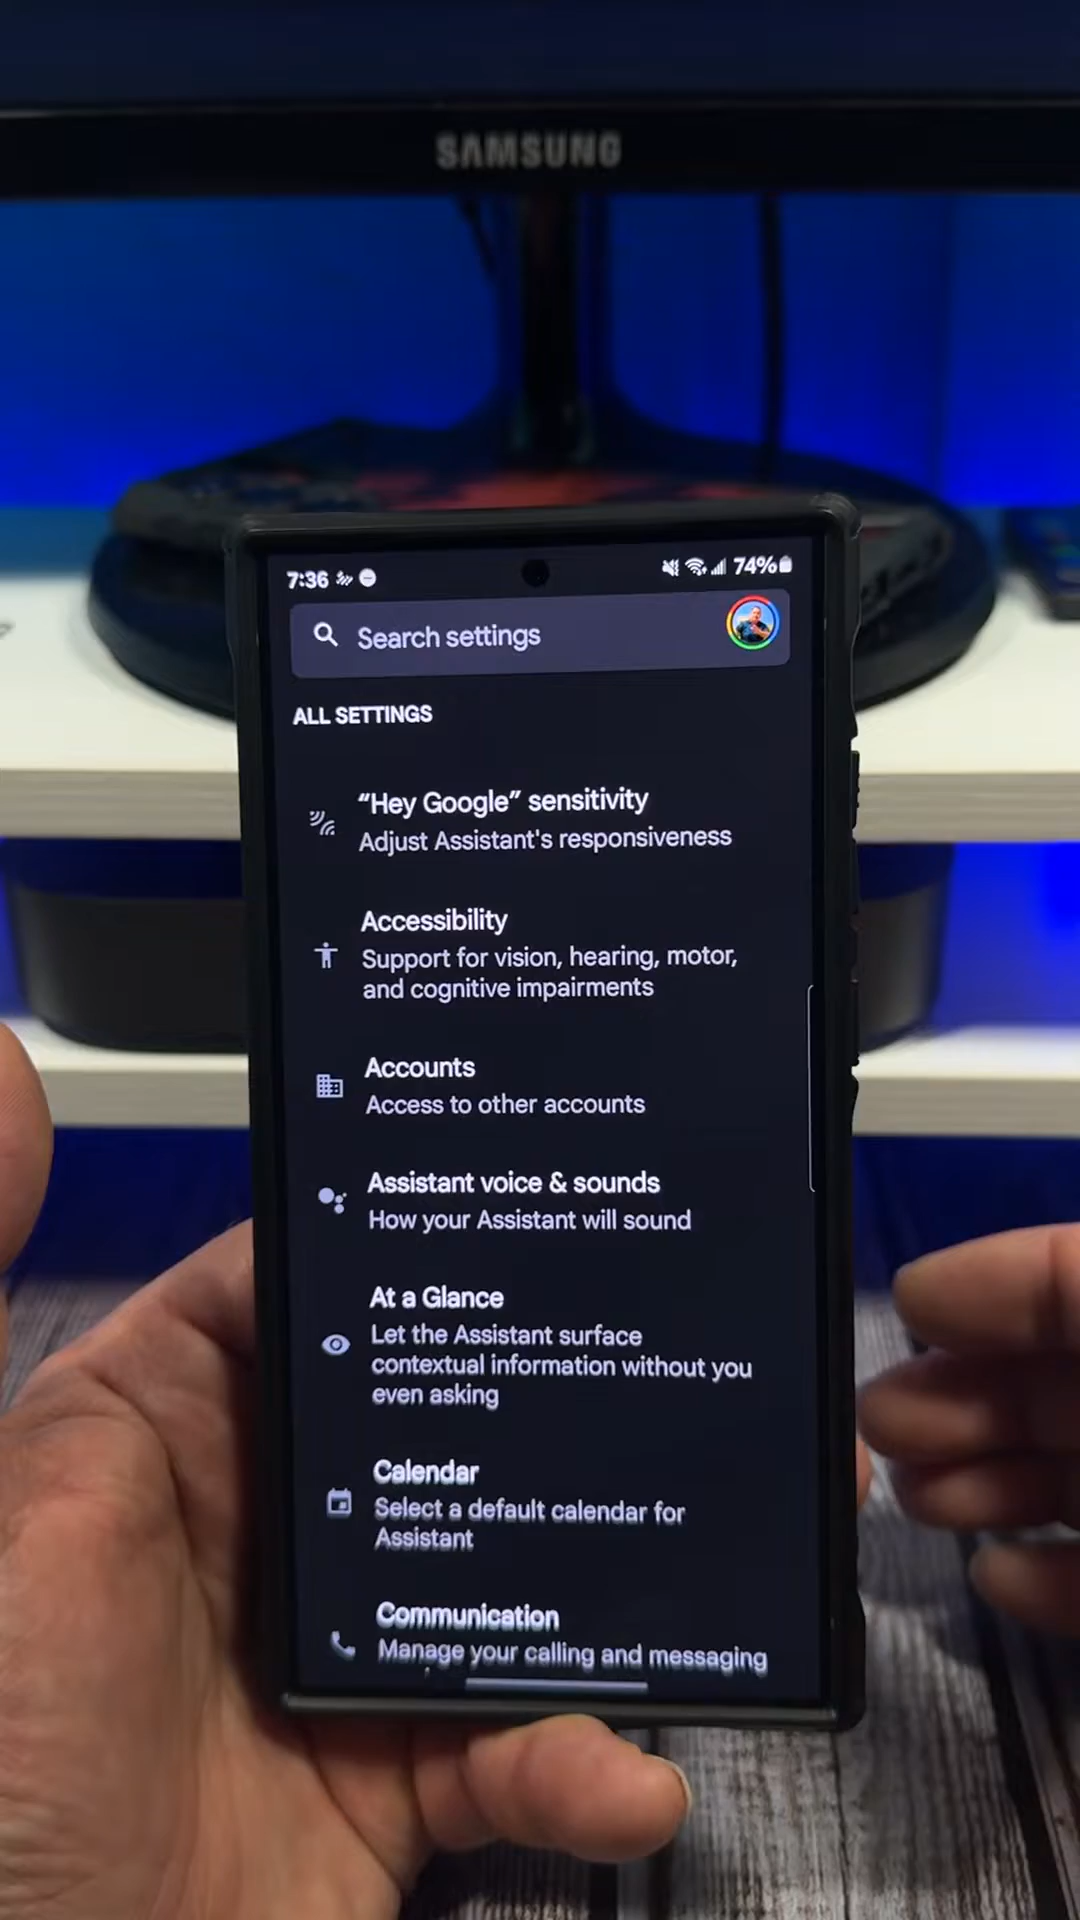 SAMSUNG
7:36
74%
Search settings
ALL SETTINGS
“Hey Google” sensitivity
Adjust Assistant's responsiveness
Accessibility
Support for vision, hearing, motor,
and cognitive impairments
Accounts
Access to other accounts
Assistant voice & sounds
How your Assistant will sound
At a Glance
Let the Assistant surface
contextual information without you
even asking
Calendar
Select a default calendar for
Assistant
Communication
Manage your calling and messaging